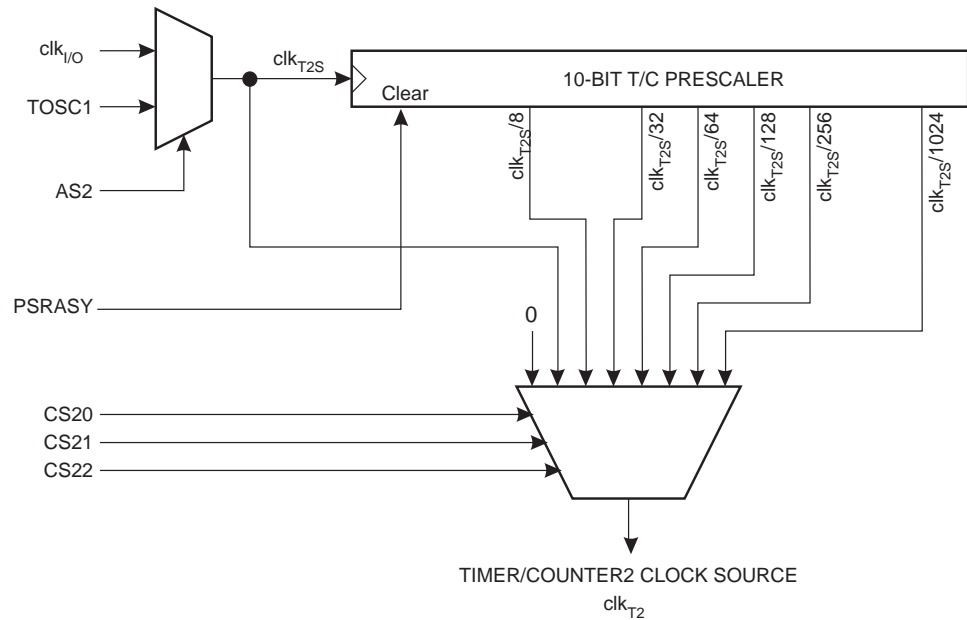 clkI/O
clkT2S
10-BIT T/C PRESCALER
TOSC1
Clear
clkT2S/8
clkT2S/32
clkT2S/64
clkT2S/128
clkT2S/256
clkT2S/1024
AS2
PSRASY
0
CS20
CS21
CS22
TIMER/COUNTER2 CLOCK SOURCE
clkT2